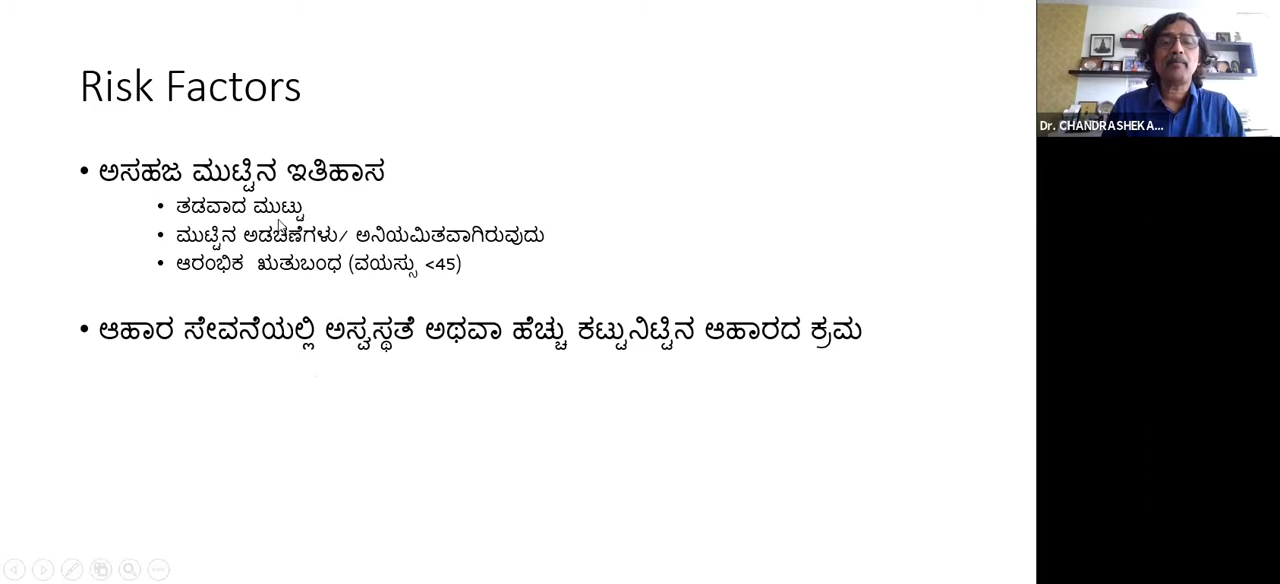 Risk Factors
• ಅಸಹಜ ಮುಟ್ಟಿನ ಇತಿಹಾಸ
• ತಡವಾದ ಮುಟ್ಟು
• ಮುಟ್ಟಿನ ಅಡಚಣೆಗಳು/ ಅನಿಯಮಿತವಾಗಿರುವುದು
• ಆರಂಭಿಕ ಋತುಬಂಧ (ವಯಸ್ಸು <45)
• ಆಹಾರ ಸೇವನೆಯಲ್ಲಿ ಅಸ್ವಸ್ಥತೆ ಅಥವಾ ಹೆಚ್ಚು ಕಟ್ಟುನಿಟ್ಟಿನ ಆಹಾರದ ಕ್ರಮ
Dr. CHANDRASHEKA...